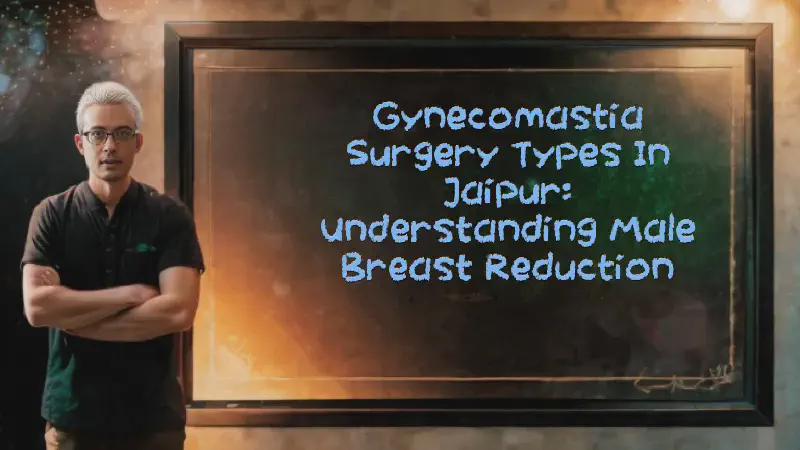 Gynecomastia
Surgery Types In
Jaipur:
understanding Male
Breast Reduction